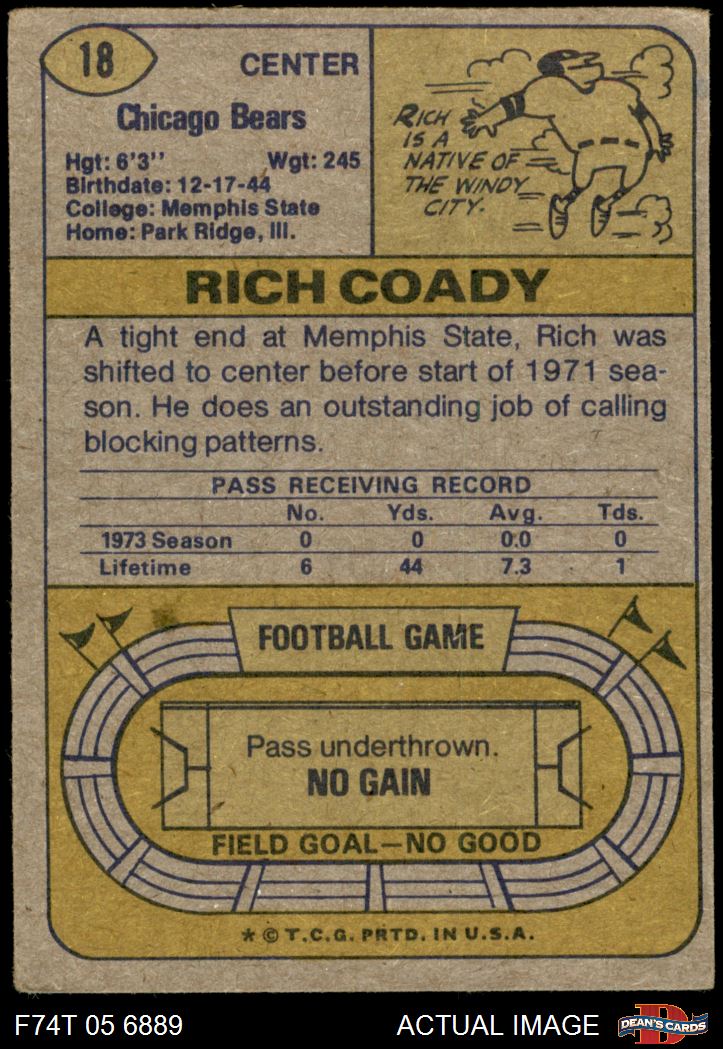 18
CENTER
Chicago Bears
Hgt: 6'3" Wgt: 245
Birthdate: 12-17-44
College: Memphis State
Home: Park Ridge, Ill.
RICH
IS A
NATIVE OF
THE WINDY
CITY.
RICH COADY
A tight end at Memphis State, Rich was
shifted to center before start of 1971 sea-
son. He does an outstanding job of calling
blocking patterns.
PASS RECEIVING RECORD
No. Yds. Avg. Tds.
1973 Season 0 0 0.0 0
Lifetime 6 44 7.3 1
FOOTBALL GAME
Pass underthrown.
NO GAIN
FIELD GOAL—NO GOOD
* © T.C.G. PRTD. IN U.S.A.
F74T 05 6889
ACTUAL IMAGE
D
DEAN'S CARDS